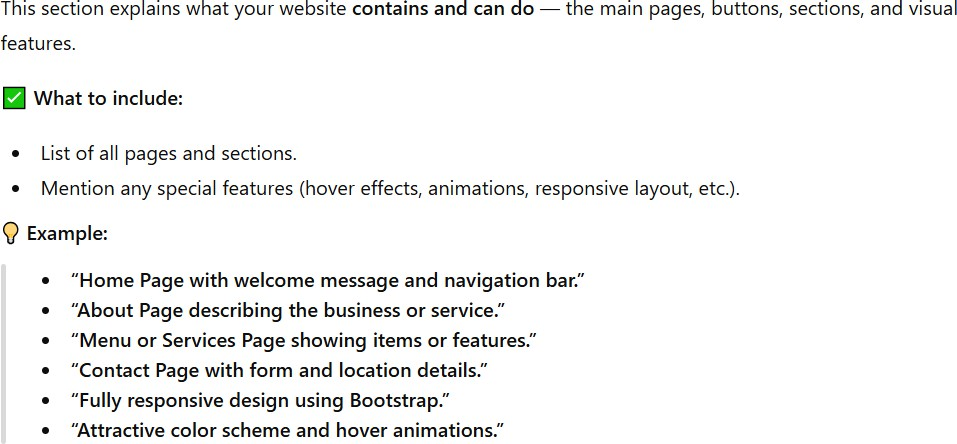 This section explains what your website contains and can do — the main pages, buttons, sections, and visual
features.
✅ What to include:
• List of all pages and sections.
• Mention any special features (hover effects, animations, responsive layout, etc.).
💡 Example:
• “Home Page with welcome message and navigation bar.”
• “About Page describing the business or service.”
• “Menu or Services Page showing items or features.”
• “Contact Page with form and location details.”
• “Fully responsive design using Bootstrap.”
• “Attractive color scheme and hover animations.”